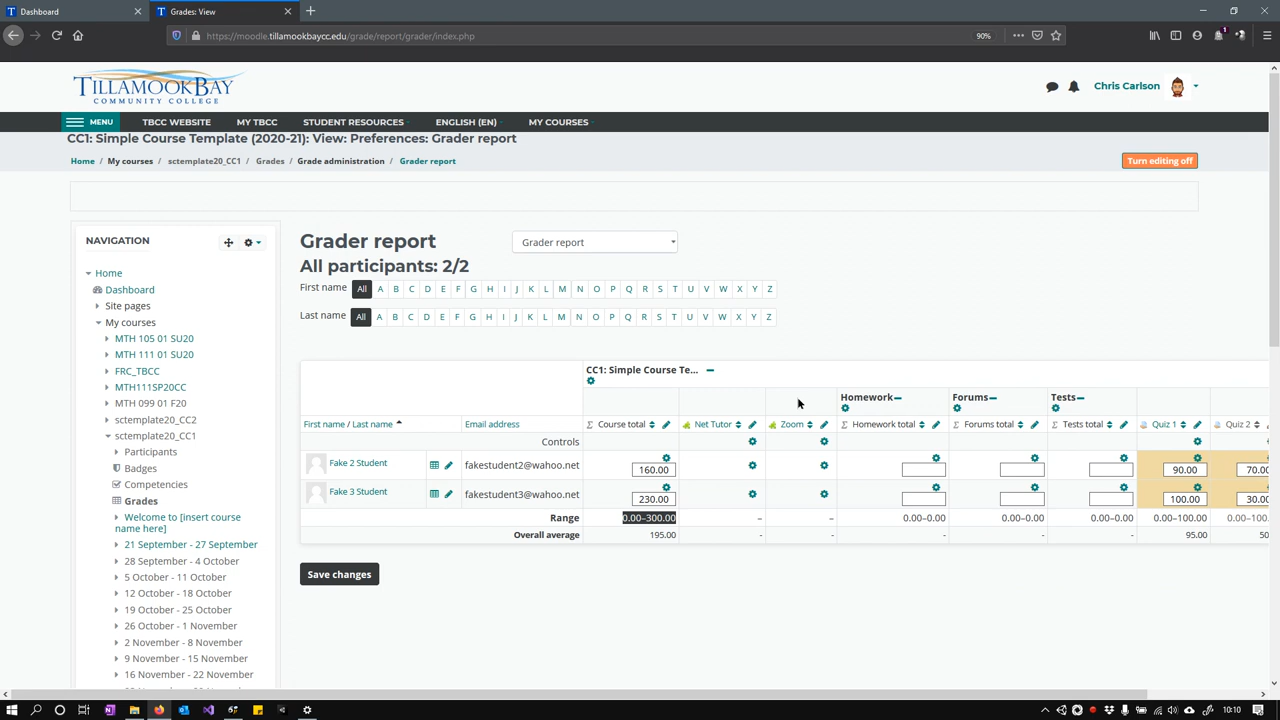 Dashboard
Grades: View
https://moodle.tillamookbaycc.edu/grade/report/grader/index.php
90%
TILLAMOOK BAY
COMMUNITY COLLEGE
Chris Carlson
MENU TBCC WEBSITE MY TBCC STUDENT RESOURCES ENGLISH (EN) MY COURSES
CC1: Simple Course Template (2020-21): View: Preferences: Grader report
Home / My courses / sctemplate20_CC1 / Grades / Grade administration / Grader report
Turn editing off
NAVIGATION
Home
Dashboard
Site pages
My courses
MTH 105 01 SU20
MTH 111 01 SU20
FRC_TBCC
MTH111SP20CC
MTH 099 01 F20
sctemplate20_CC2
sctemplate20_CC1
Participants
Badges
Competencies
Grades
Welcome to [insert course
name here]
21 September - 27 September
28 September - 4 October
5 October - 11 October
12 October - 18 October
19 October - 25 October
26 October - 1 November
2 November - 8 November
9 November - 15 November
16 November - 22 November
Grader report
Grader report
All participants: 2/2
First name All A B C D E F G H I J K L M N O P Q R S T U V W X Y Z
Last name All A B C D E F G H I J K L M N O P Q R S T U V W X Y Z
CC1: Simple Course Te...
Homework Forums Tests
First name / Last name Email address Σ Course total Net Tutor Zoom Σ Homework total Σ Forums total Σ Tests total Quiz 1 Quiz 2
Controls
Fake 2 Student fakestudent2@wahoo.net 160.00 90.00 70.00
Fake 3 Student fakestudent3@wahoo.net 230.00 100.00 30.00
Range 0.00–300.00 – – 0.00–0.00 0.00–0.00 0.00–0.00 0.00–100.00 0.00–100.
Overall average 195.00 - - - - - 95.00 50
Save changes
10:10